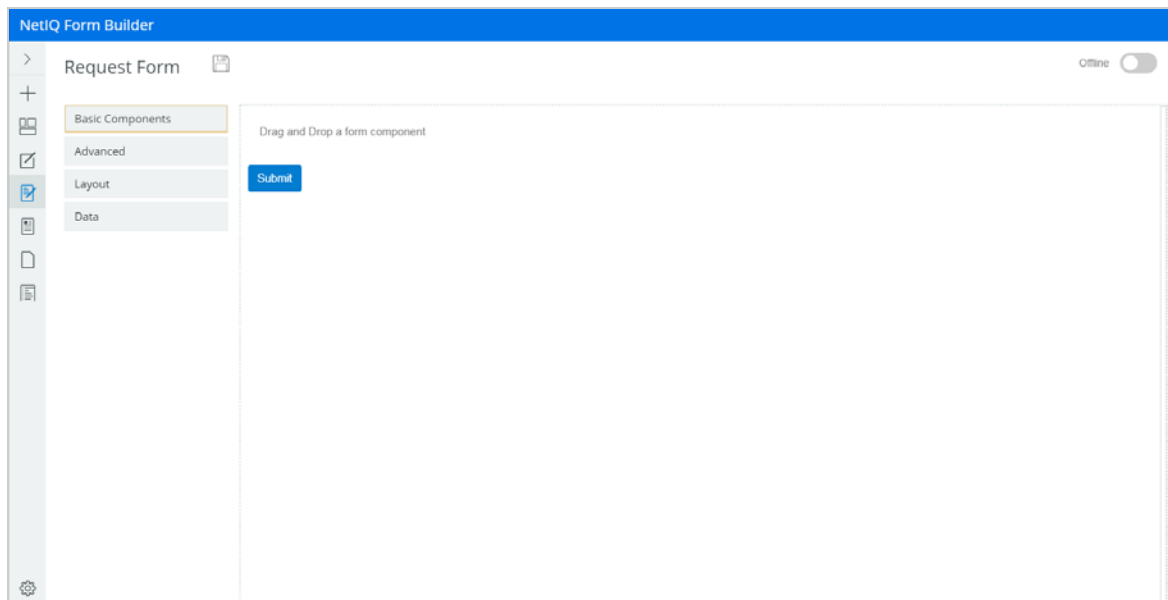 NetIQ Form Builder
Request Form
Offline
Basic Components
Advanced
Layout
Data
Drag and Drop a form component
Submit